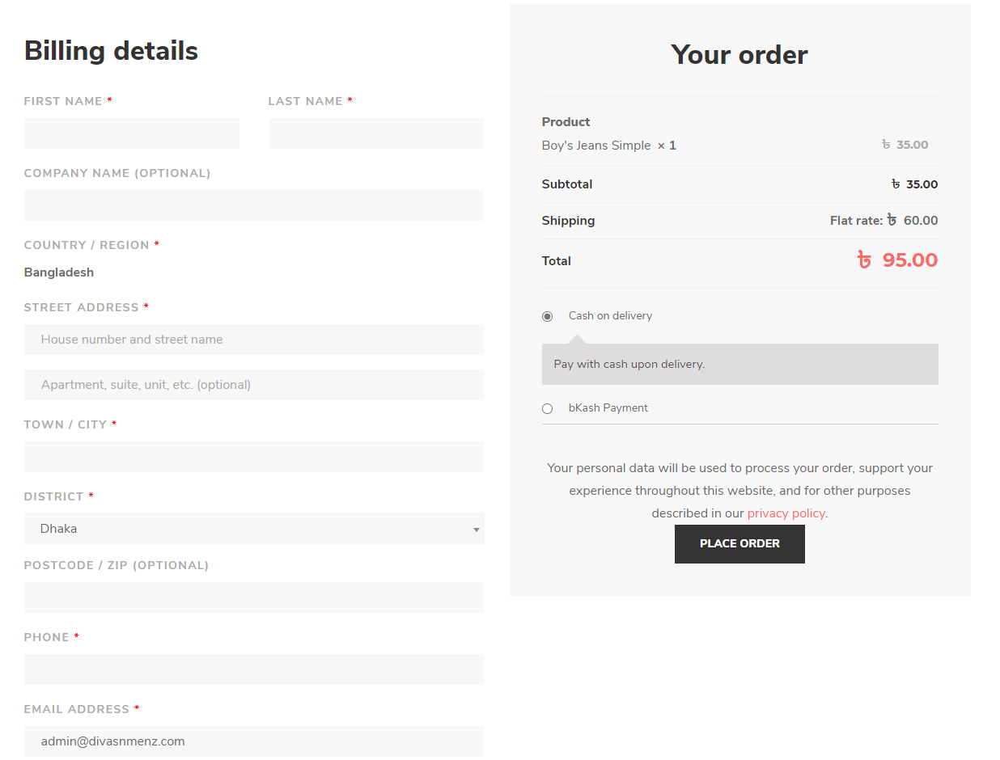 Billing details
FIRST NAME *
LAST NAME *
COMPANY NAME (OPTIONAL)
COUNTRY / REGION *
Bangladesh
STREET ADDRESS *
House number and street name
Apartment, suite, unit, etc. (optional)
TOWN / CITY *
DISTRICT *
Dhaka
POSTCODE / ZIP (OPTIONAL)
PHONE *
EMAIL ADDRESS *
admin@divasnmenz.com
Your order
Product
Boy's Jeans Simple × 1 ৳ 35.00
Subtotal ৳ 35.00
Shipping Flat rate: ৳ 60.00
Total ৳ 95.00
Cash on delivery
Pay with cash upon delivery.
bKash Payment
Your personal data will be used to process your order, support your
experience throughout this website, and for other purposes
described in our privacy policy.
PLACE ORDER